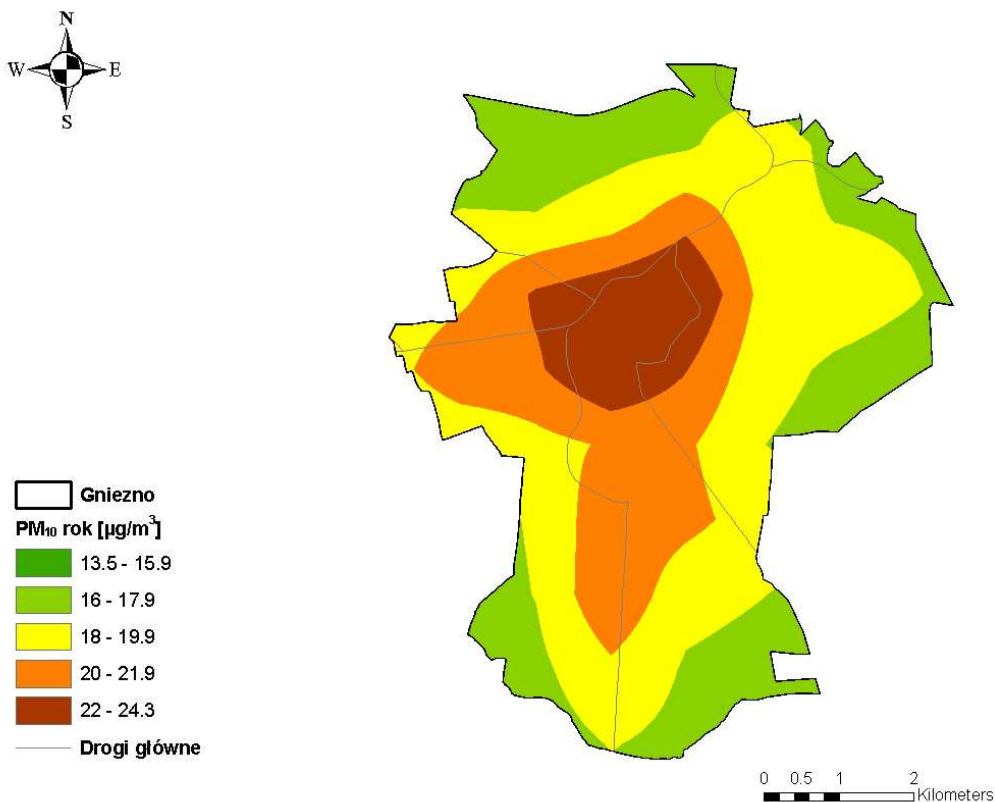 N
W E
S
Gniezno
PM₁₀ rok [µg/m³]
13.5 - 15.9
16 - 17.9
18 - 19.9
20 - 21.9
22 - 24.3
Drogi główne
0 0.5 1 2
Kilometers